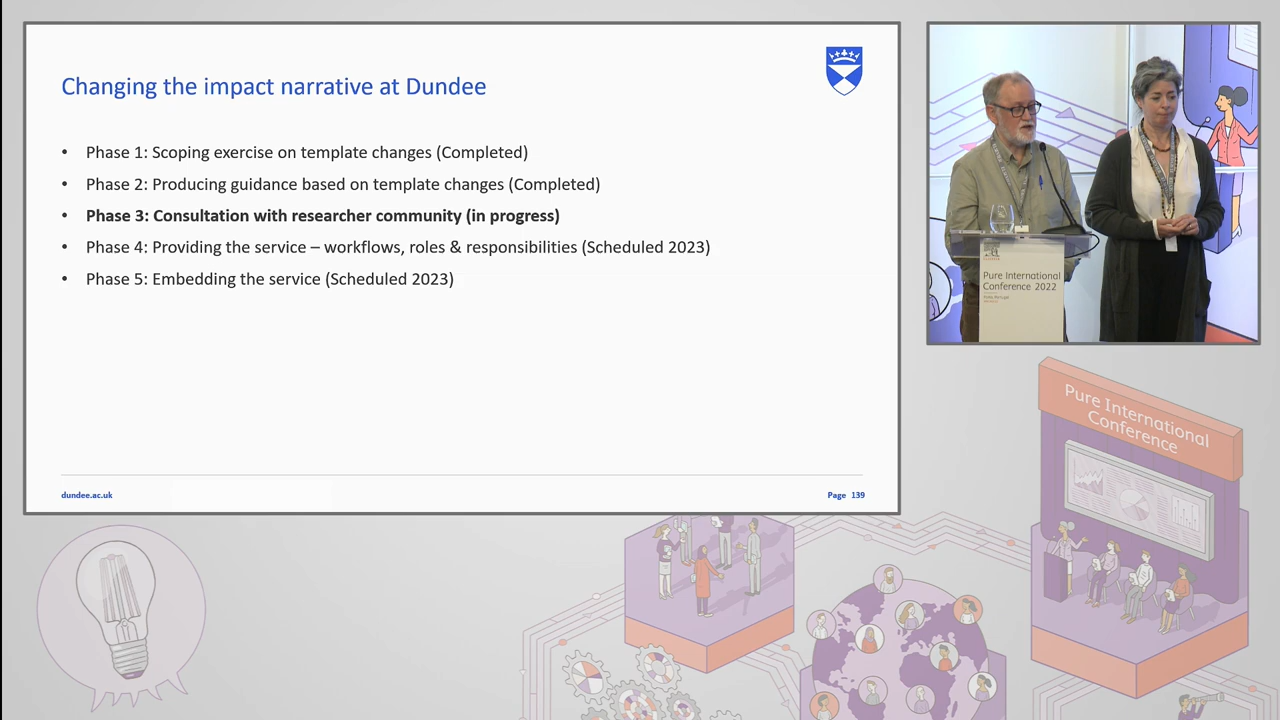 Changing the impact narrative at Dundee
• Phase 1: Scoping exercise on template changes (Completed)
• Phase 2: Producing guidance based on template changes (Completed)
• Phase 3: Consultation with researcher community (in progress)
• Phase 4: Providing the service – workflows, roles & responsibilities (Scheduled 2023)
• Phase 5: Embedding the service (Scheduled 2023)
dundee.ac.uk
Page 139
Pure International
Conference 2022
Pure International
Conference